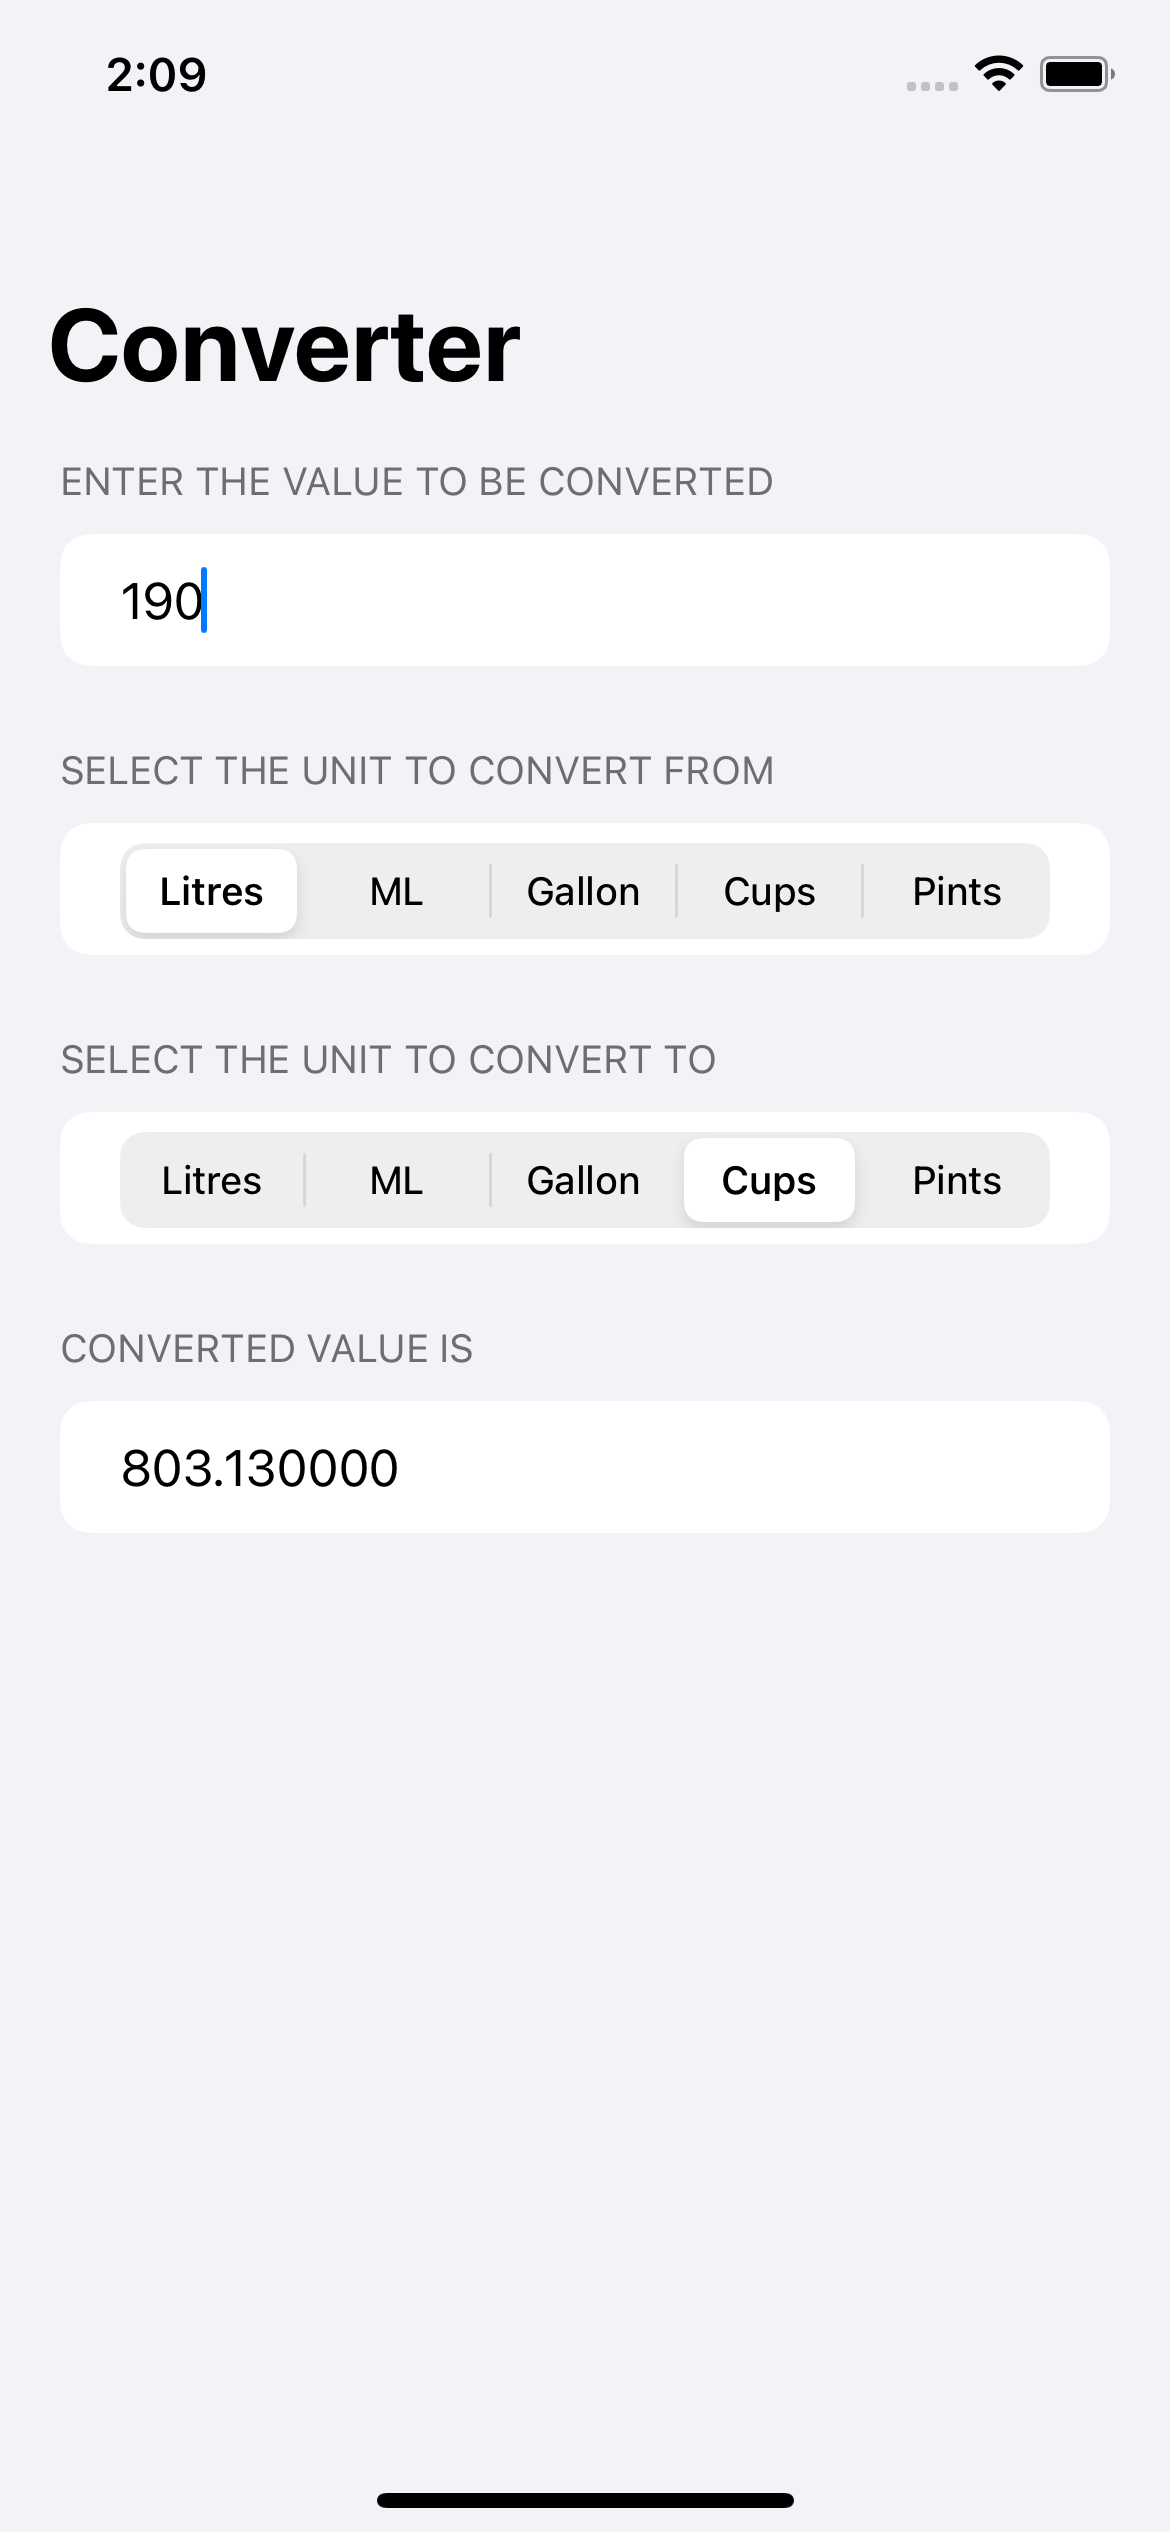 2:09
Converter
ENTER THE VALUE TO BE CONVERTED
190
SELECT THE UNIT TO CONVERT FROM
Litres ML Gallon Cups Pints
SELECT THE UNIT TO CONVERT TO
Litres ML Gallon Cups Pints
CONVERTED VALUE IS
803.130000